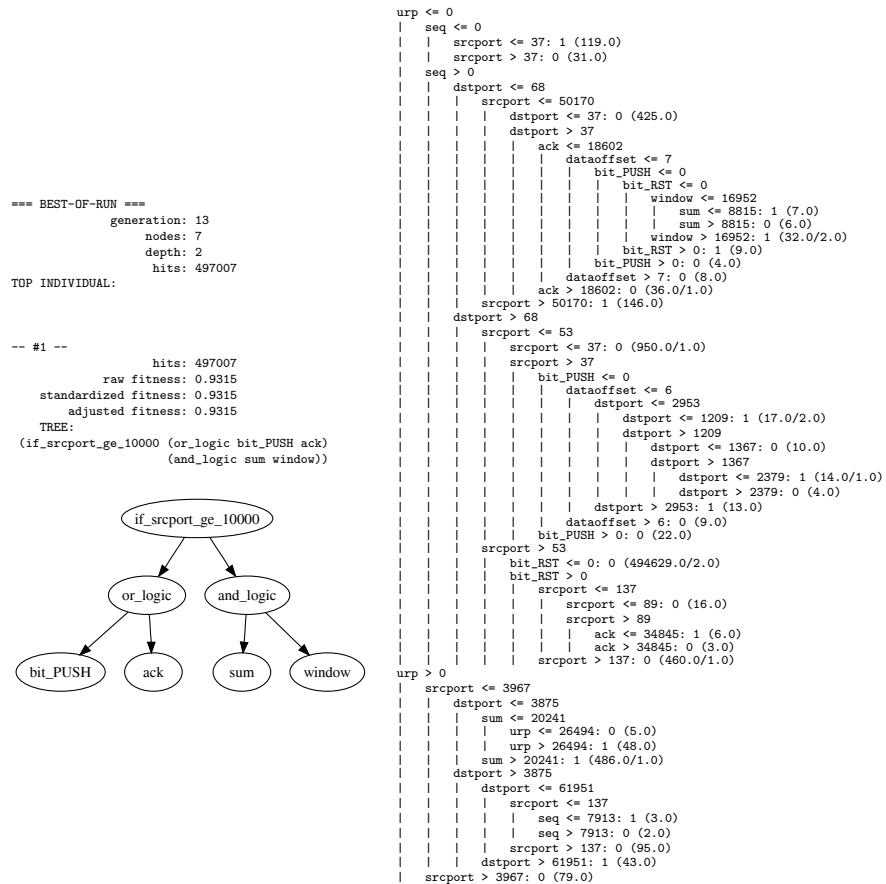 === BEST-OF-RUN ===
generation: 13
nodes: 7
depth: 2
hits: 497007
TOP INDIVIDUAL:
-- #1 --
hits: 497007
raw fitness: 0.9315
standardized fitness: 0.9315
adjusted fitness: 0.9315
TREE:
(if_srcport_ge_10000 (or_logic bit_PUSH ack)
(and_logic sum window))
if_srcport_ge_10000
or_logic and_logic
bit_PUSH ack sum window
urp <= 0
| seq <= 0
| | srcport <= 37: 1 (119.0)
| | srcport > 37: 0 (31.0)
| seq > 0
| | dstport <= 68
| | | srcport <= 50170
| | | | dstport <= 37: 0 (425.0)
| | | | dstport > 37
| | | | | ack <= 18602
| | | | | | dataoffset <= 7
| | | | | | | bit_PUSH <= 0
| | | | | | | | bit_RST <= 0
| | | | | | | | | window <= 16952
| | | | | | | | | | sum <= 8815: 1 (7.0)
| | | | | | | | | | sum > 8815: 0 (6.0)
| | | | | | | | | window > 16952: 1 (32.0/2.0)
| | | | | | | | bit_RST > 0: 1 (9.0)
| | | | | | | bit_PUSH > 0: 0 (4.0)
| | | | | | dataoffset > 7: 0 (8.0)
| | | | | ack > 18602: 0 (36.0/1.0)
| | | srcport > 50170: 1 (146.0)
| | dstport > 68
| | | srcport <= 53
| | | | srcport <= 37: 0 (950.0/1.0)
| | | | srcport > 37
| | | | | bit_PUSH <= 0
| | | | | | dataoffset <= 6
| | | | | | | dstport <= 2953
| | | | | | | | dstport <= 1209: 1 (17.0/2.0)
| | | | | | | | dstport > 1209
| | | | | | | | | dstport <= 1367: 0 (10.0)
| | | | | | | | | dstport > 1367
| | | | | | | | | | dstport <= 2379: 1 (14.0/1.0)
| | | | | | | | | | dstport > 2379: 0 (4.0)
| | | | | | | dstport > 2953: 1 (13.0)
| | | | | | dataoffset > 6: 0 (9.0)
| | | | | bit_PUSH > 0: 0 (22.0)
| | | srcport > 53
| | | | bit_RST <= 0: 0 (494629.0/2.0)
| | | | bit_RST > 0
| | | | | srcport <= 137
| | | | | | srcport <= 89: 0 (16.0)
| | | | | | srcport > 89
| | | | | | | ack <= 34845: 1 (6.0)
| | | | | | | ack > 34845: 0 (3.0)
| | | | | srcport > 137: 0 (460.0/1.0)
urp > 0
| srcport <= 3967
| | dstport <= 3875
| | | sum <= 20241
| | | | urp <= 26494: 0 (5.0)
| | | | urp > 26494: 1 (48.0)
| | | sum > 20241: 1 (486.0/1.0)
| | dstport > 3875
| | | dstport <= 61951
| | | | srcport <= 137
| | | | | seq <= 7913: 1 (3.0)
| | | | | seq > 7913: 0 (2.0)
| | | | srcport > 137: 0 (95.0)
| | | dstport > 61951: 1 (43.0)
| srcport > 3967: 0 (79.0)